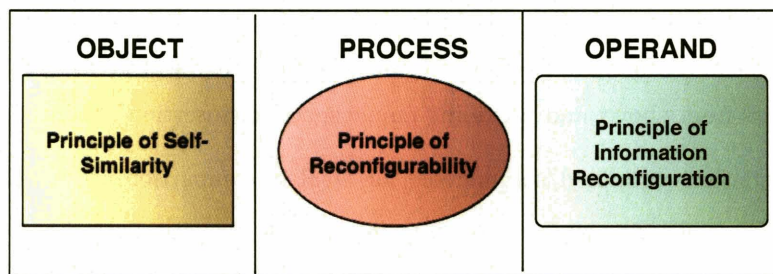 OBJECT
Principle of Self-
Similarity
PROCESS
Principle of
Reconfigurability
OPERAND
Principle of
Information
Reconfiguration